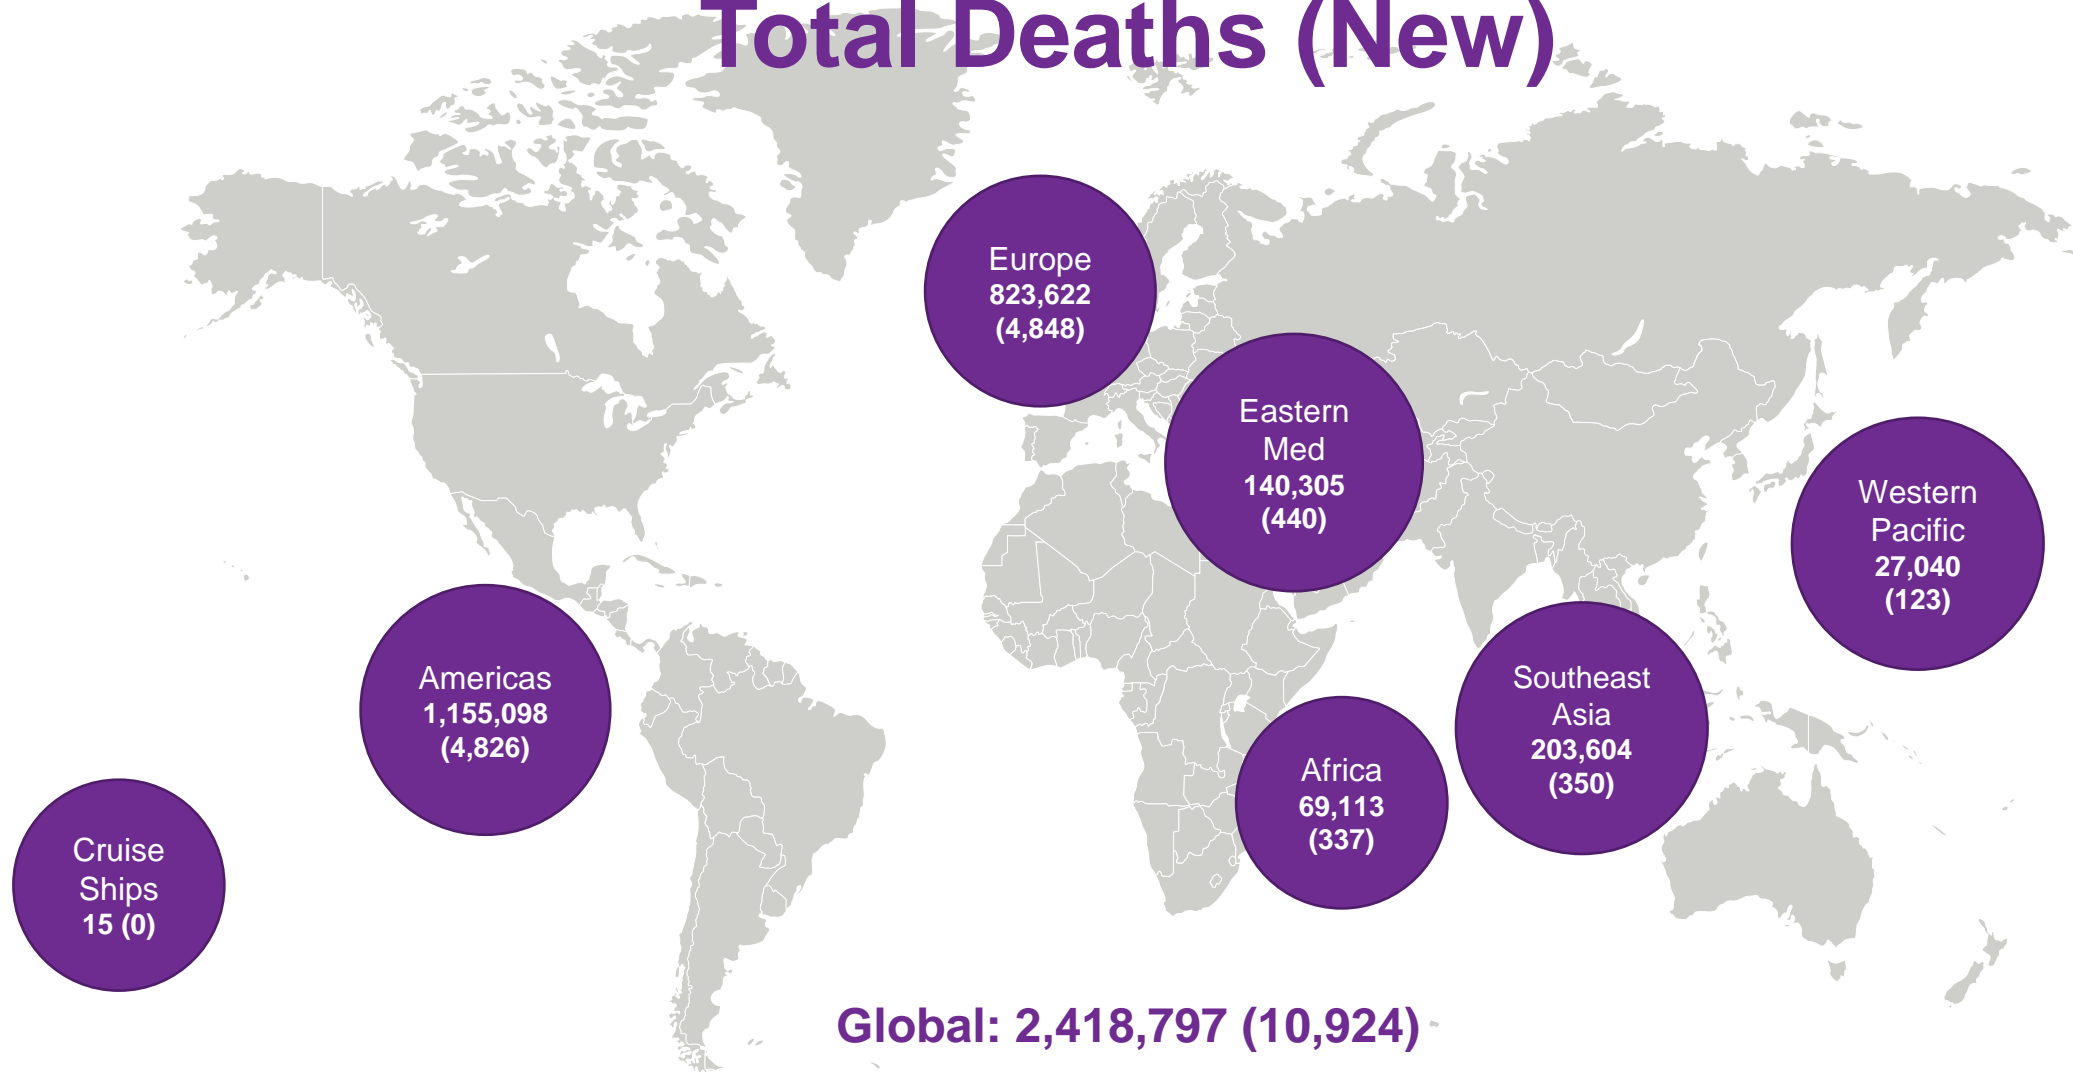 Total Deaths (New)
Europe
823,622
(4,848)
Eastern
Med
140,305
(440)
Western
Pacific
27,040
(123)
Americas
1,155,098
(4,826)
Southeast
Asia
203,604
(350)
Africa
69,113
(337)
Cruise
Ships
15 (0)
Global: 2,418,797 (10,924)